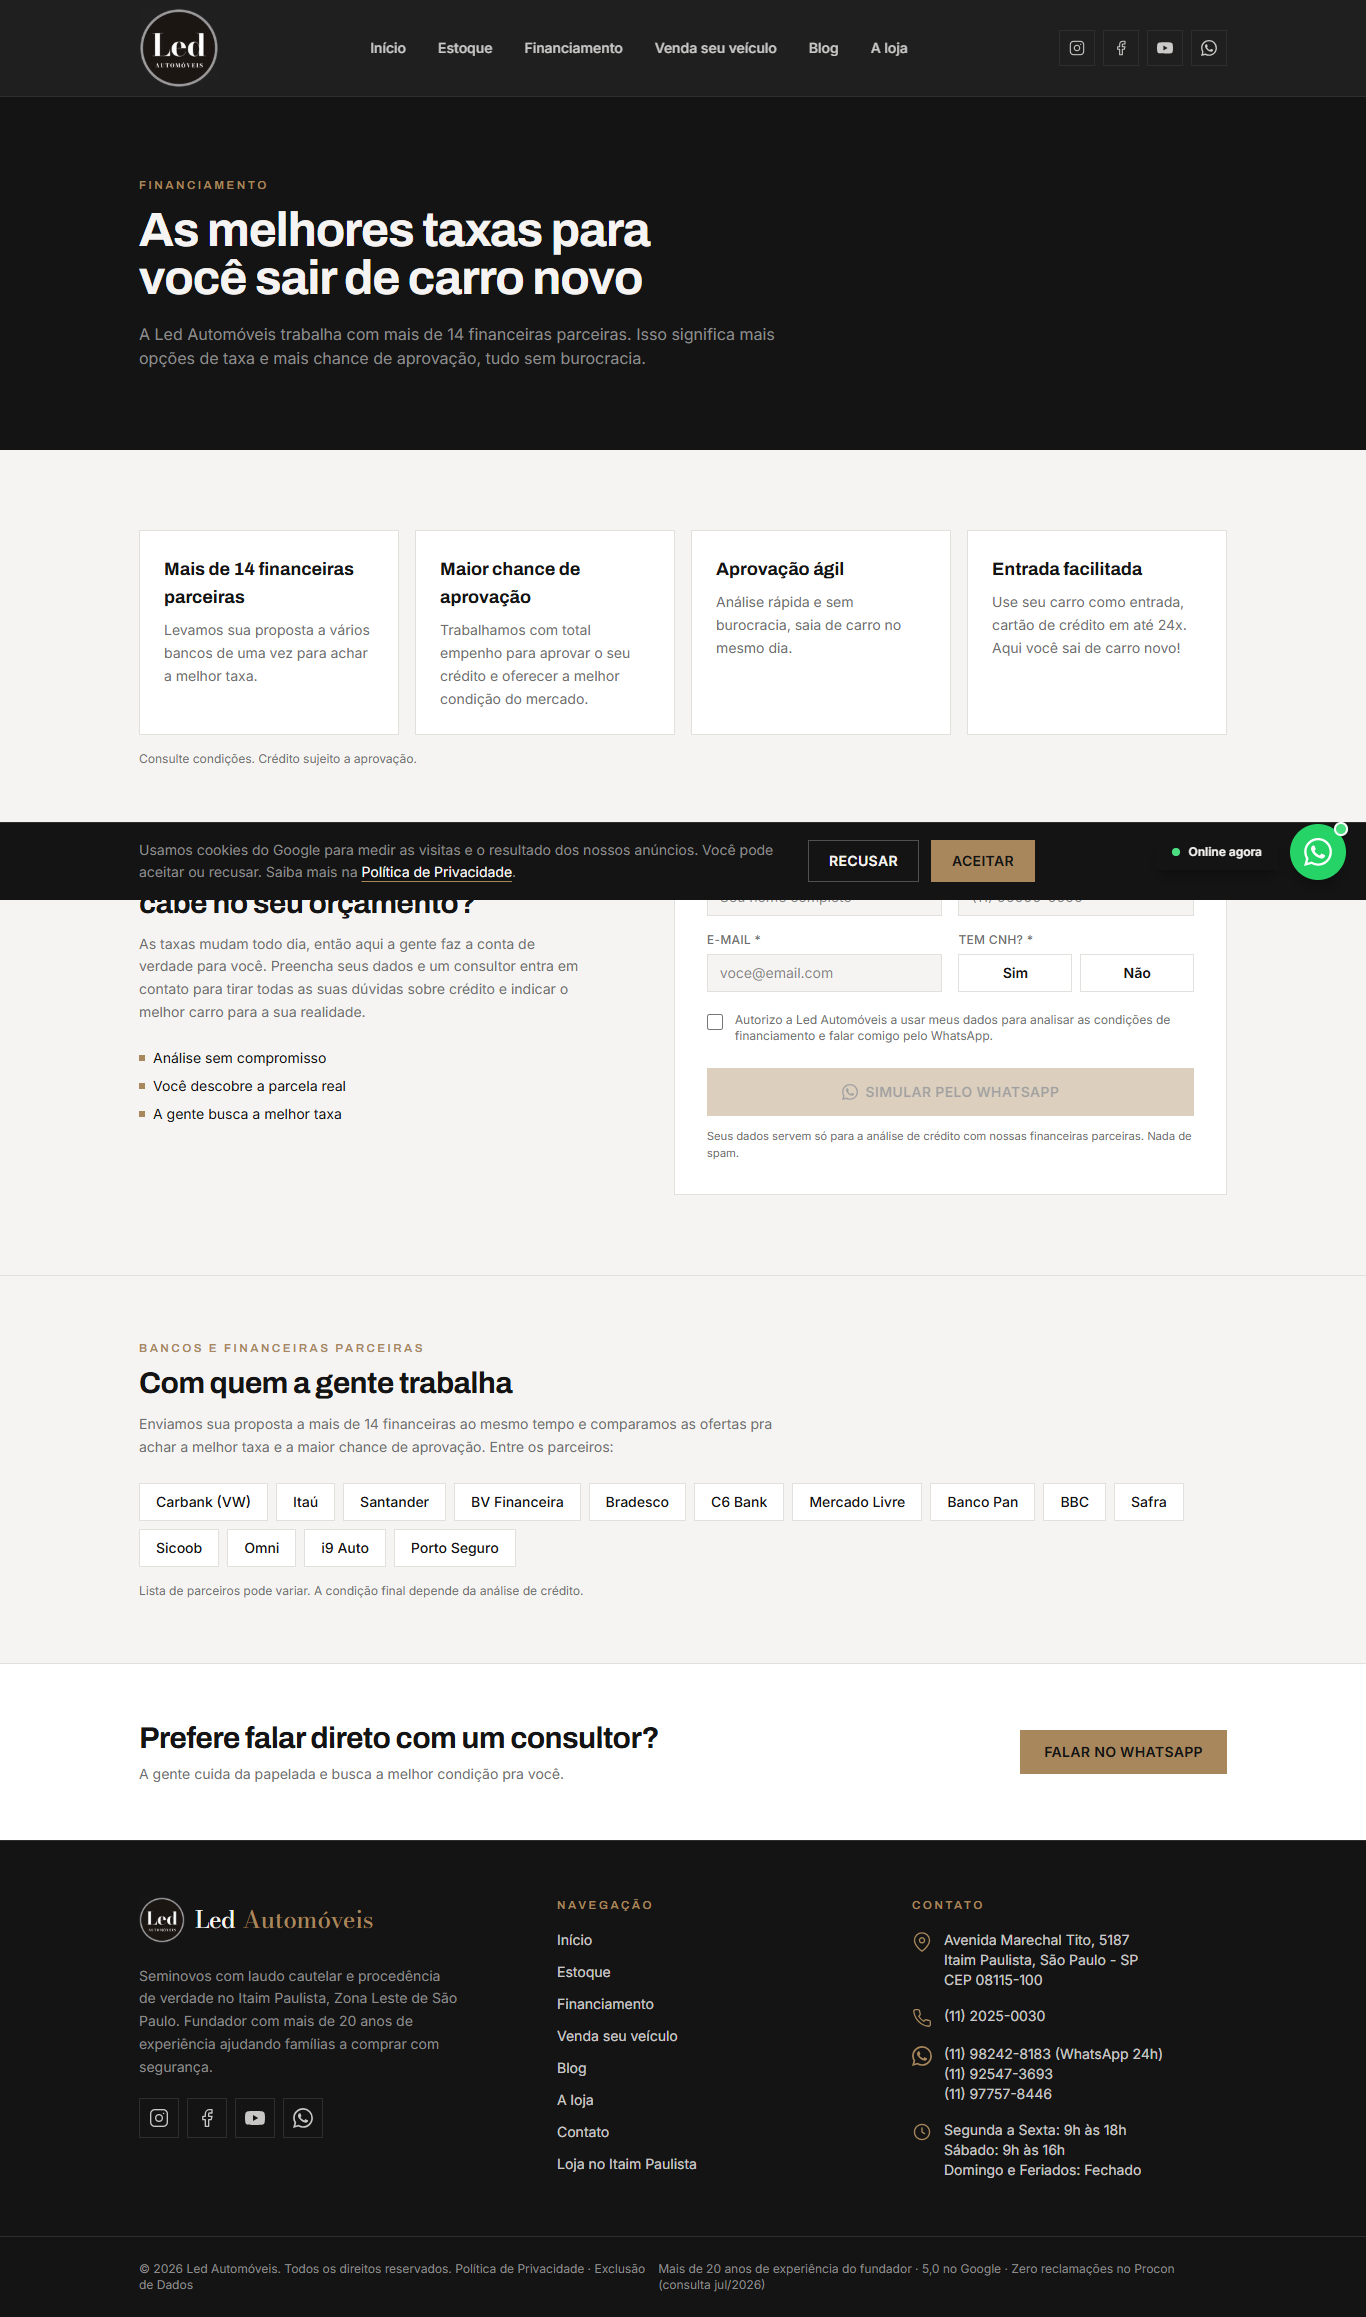 Led
AUTOMÓVEIS
Início
Estoque
Financiamento
Venda seu veículo
Blog
A loja
FINANCIAMENTO
As melhores taxas para
você sair de carro novo
A Led Automóveis trabalha com mais de 14 financeiras parceiras. Isso significa mais
opções de taxa e mais chance de aprovação, tudo sem burocracia.
Mais de 14 financeiras
parceiras
Levamos sua proposta a vários
bancos de uma vez para achar
a melhor taxa.
Maior chance de
aprovação
Trabalhamos com total
empenho para aprovar o seu
crédito e oferecer a melhor
condição do mercado.
Aprovação ágil
Análise rápida e sem
burocracia, saia de carro no
mesmo dia.
Entrada facilitada
Use seu carro como entrada,
cartão de crédito em até 24x.
Aqui você sai de carro novo!
Consulte condições. Crédito sujeito a aprovação.
Usamos cookies do Google para medir as visitas e o resultado dos nossos anúncios. Você pode
aceitar ou recusar. Saiba mais na Política de Privacidade.
RECUSAR
ACEITAR
Online agora
cabe no seu orçamento?
As taxas mudam todo dia, então aqui a gente faz a conta de
verdade para você. Preencha seus dados e um consultor entra em
contato para tirar todas as suas dúvidas sobre crédito e indicar o
melhor carro para a sua realidade.
Análise sem compromisso
Você descobre a parcela real
A gente busca a melhor taxa
E-MAIL *
voce@email.com
TEM CNH? *
Sim
Não
Autorizo a Led Automóveis a usar meus dados para analisar as condições de
financiamento e falar comigo pelo WhatsApp.
SIMULAR PELO WHATSAPP
Seus dados servem só para a análise de crédito com nossas financeiras parceiras. Nada de
spam.
BANCOS E FINANCEIRAS PARCEIRAS
Com quem a gente trabalha
Enviamos sua proposta a mais de 14 financeiras ao mesmo tempo e comparamos as ofertas pra
achar a melhor taxa e a maior chance de aprovação. Entre os parceiros:
Carbank (VW)
Itaú
Santander
BV Financeira
Bradesco
C6 Bank
Mercado Livre
Banco Pan
BBC
Safra
Sicoob
Omni
i9 Auto
Porto Seguro
Lista de parceiros pode variar. A condição final depende da análise de crédito.
Prefere falar direto com um consultor?
A gente cuida da papelada e busca a melhor condição pra você.
FALAR NO WHATSAPP
Led
AUTOMÓVEIS
Led Automóveis
Seminovos com laudo cautelar e procedência
de verdade no Itaim Paulista, Zona Leste de São
Paulo. Fundador com mais de 20 anos de
experiência ajudando famílias a comprar com
segurança.
NAVEGAÇÃO
Início
Estoque
Financiamento
Venda seu veículo
Blog
A loja
Contato
Loja no Itaim Paulista
CONTATO
Avenida Marechal Tito, 5187
Itaim Paulista, São Paulo - SP
CEP 08115-100
(11) 2025-0030
(11) 98242-8183 (WhatsApp 24h)
(11) 92547-3693
(11) 97757-8446
Segunda a Sexta: 9h às 18h
Sábado: 9h às 16h
Domingo e Feriados: Fechado
© 2026 Led Automóveis. Todos os direitos reservados. Política de Privacidade · Exclusão
de Dados
Mais de 20 anos de experiência do fundador · 5,0 no Google · Zero reclamações no Procon
(consulta jul/2026)